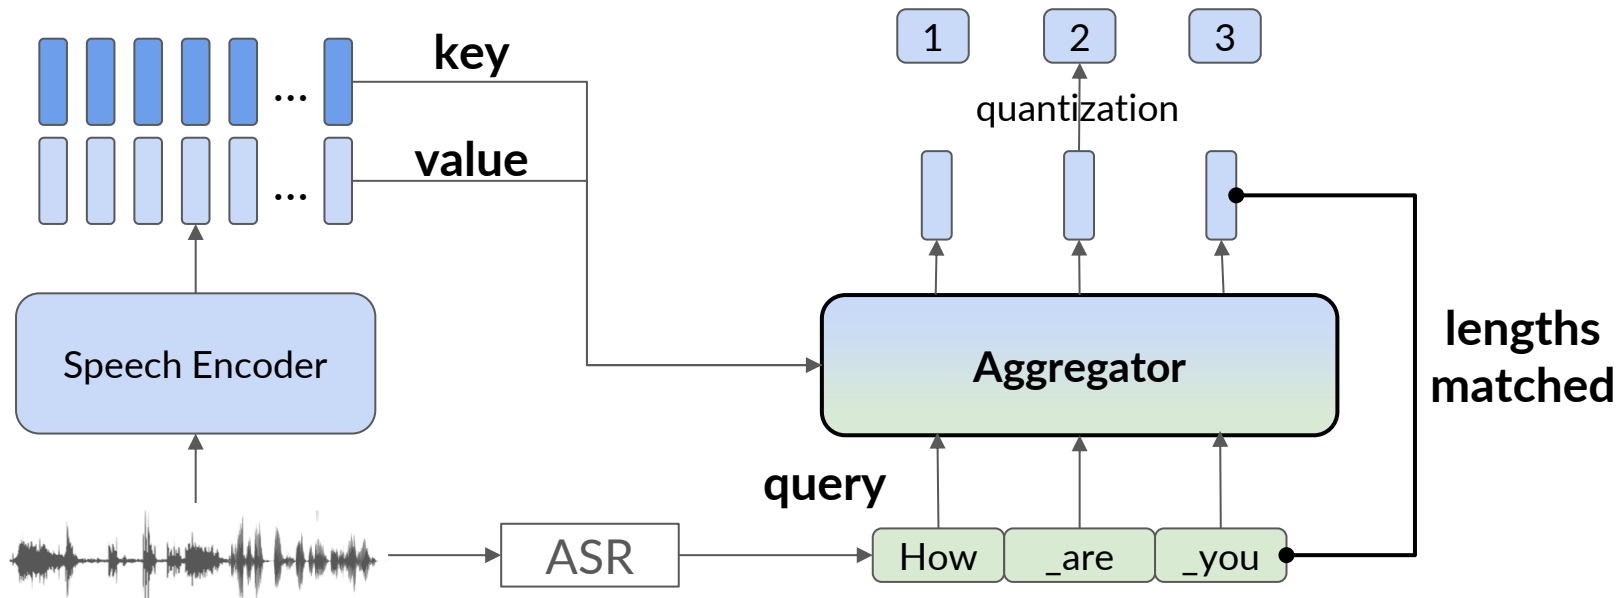 key
1
2
3
...
quantization
value
...
Speech Encoder
Aggregator
lengths
matched
query
ASR
How
_are
_you